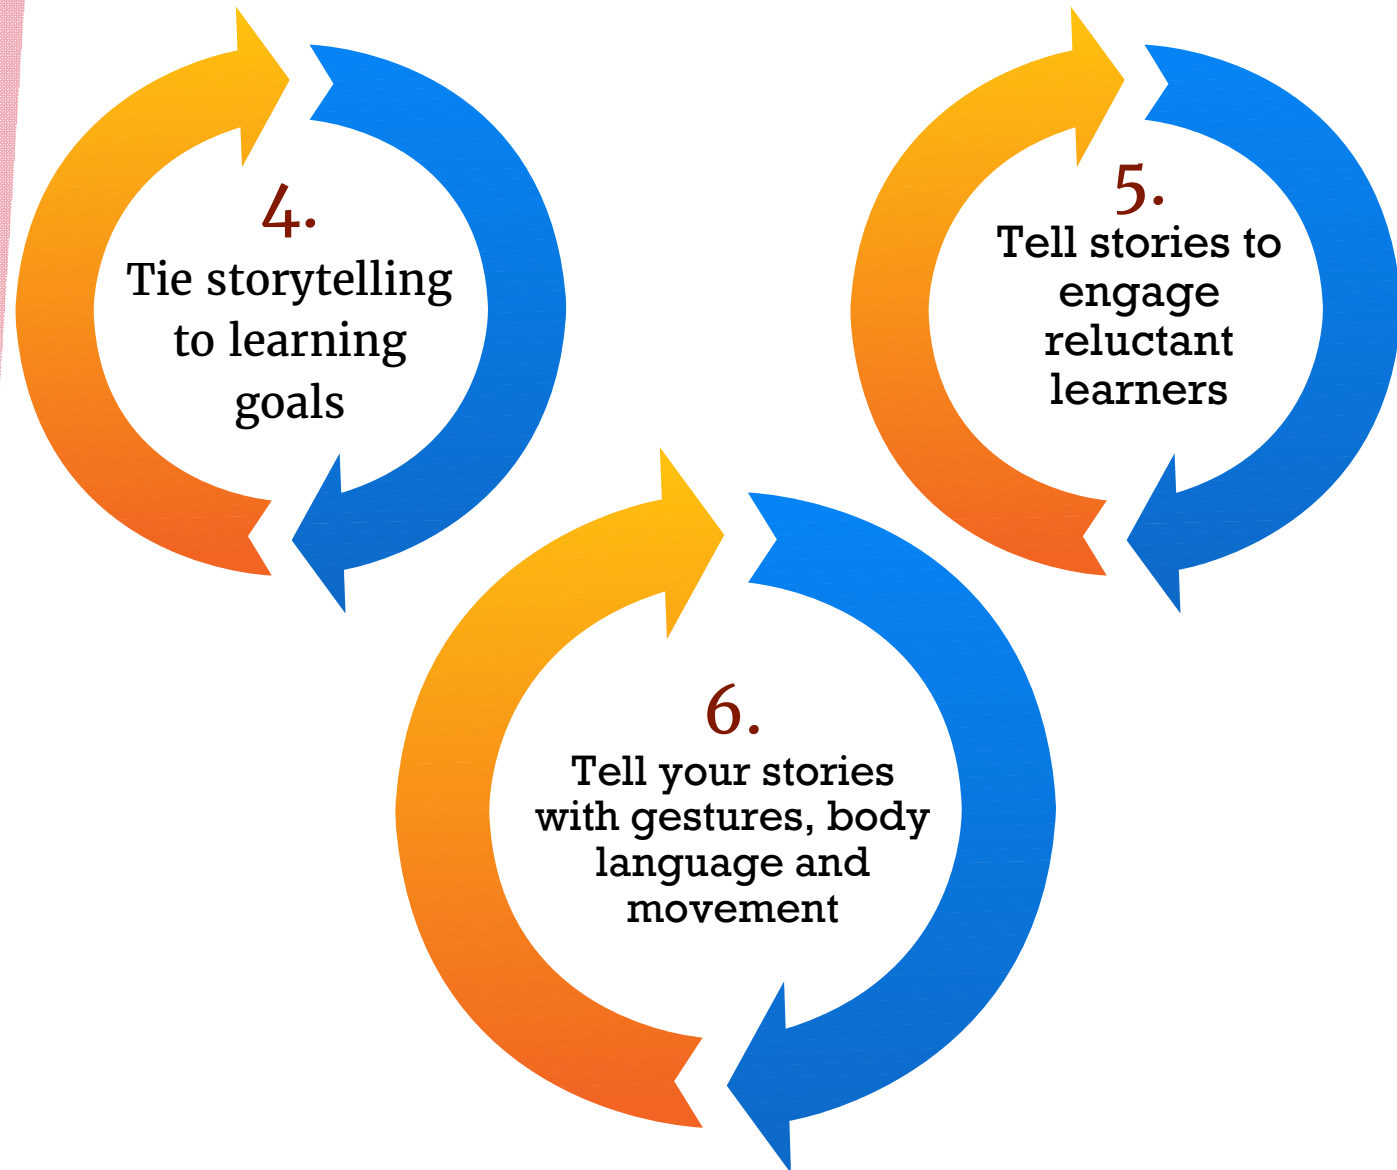 4.
Tie storytelling
to learning
goals
5.
Tell stories to
engage
reluctant
learners
6.
Tell your stories
with gestures, body
language and
movement